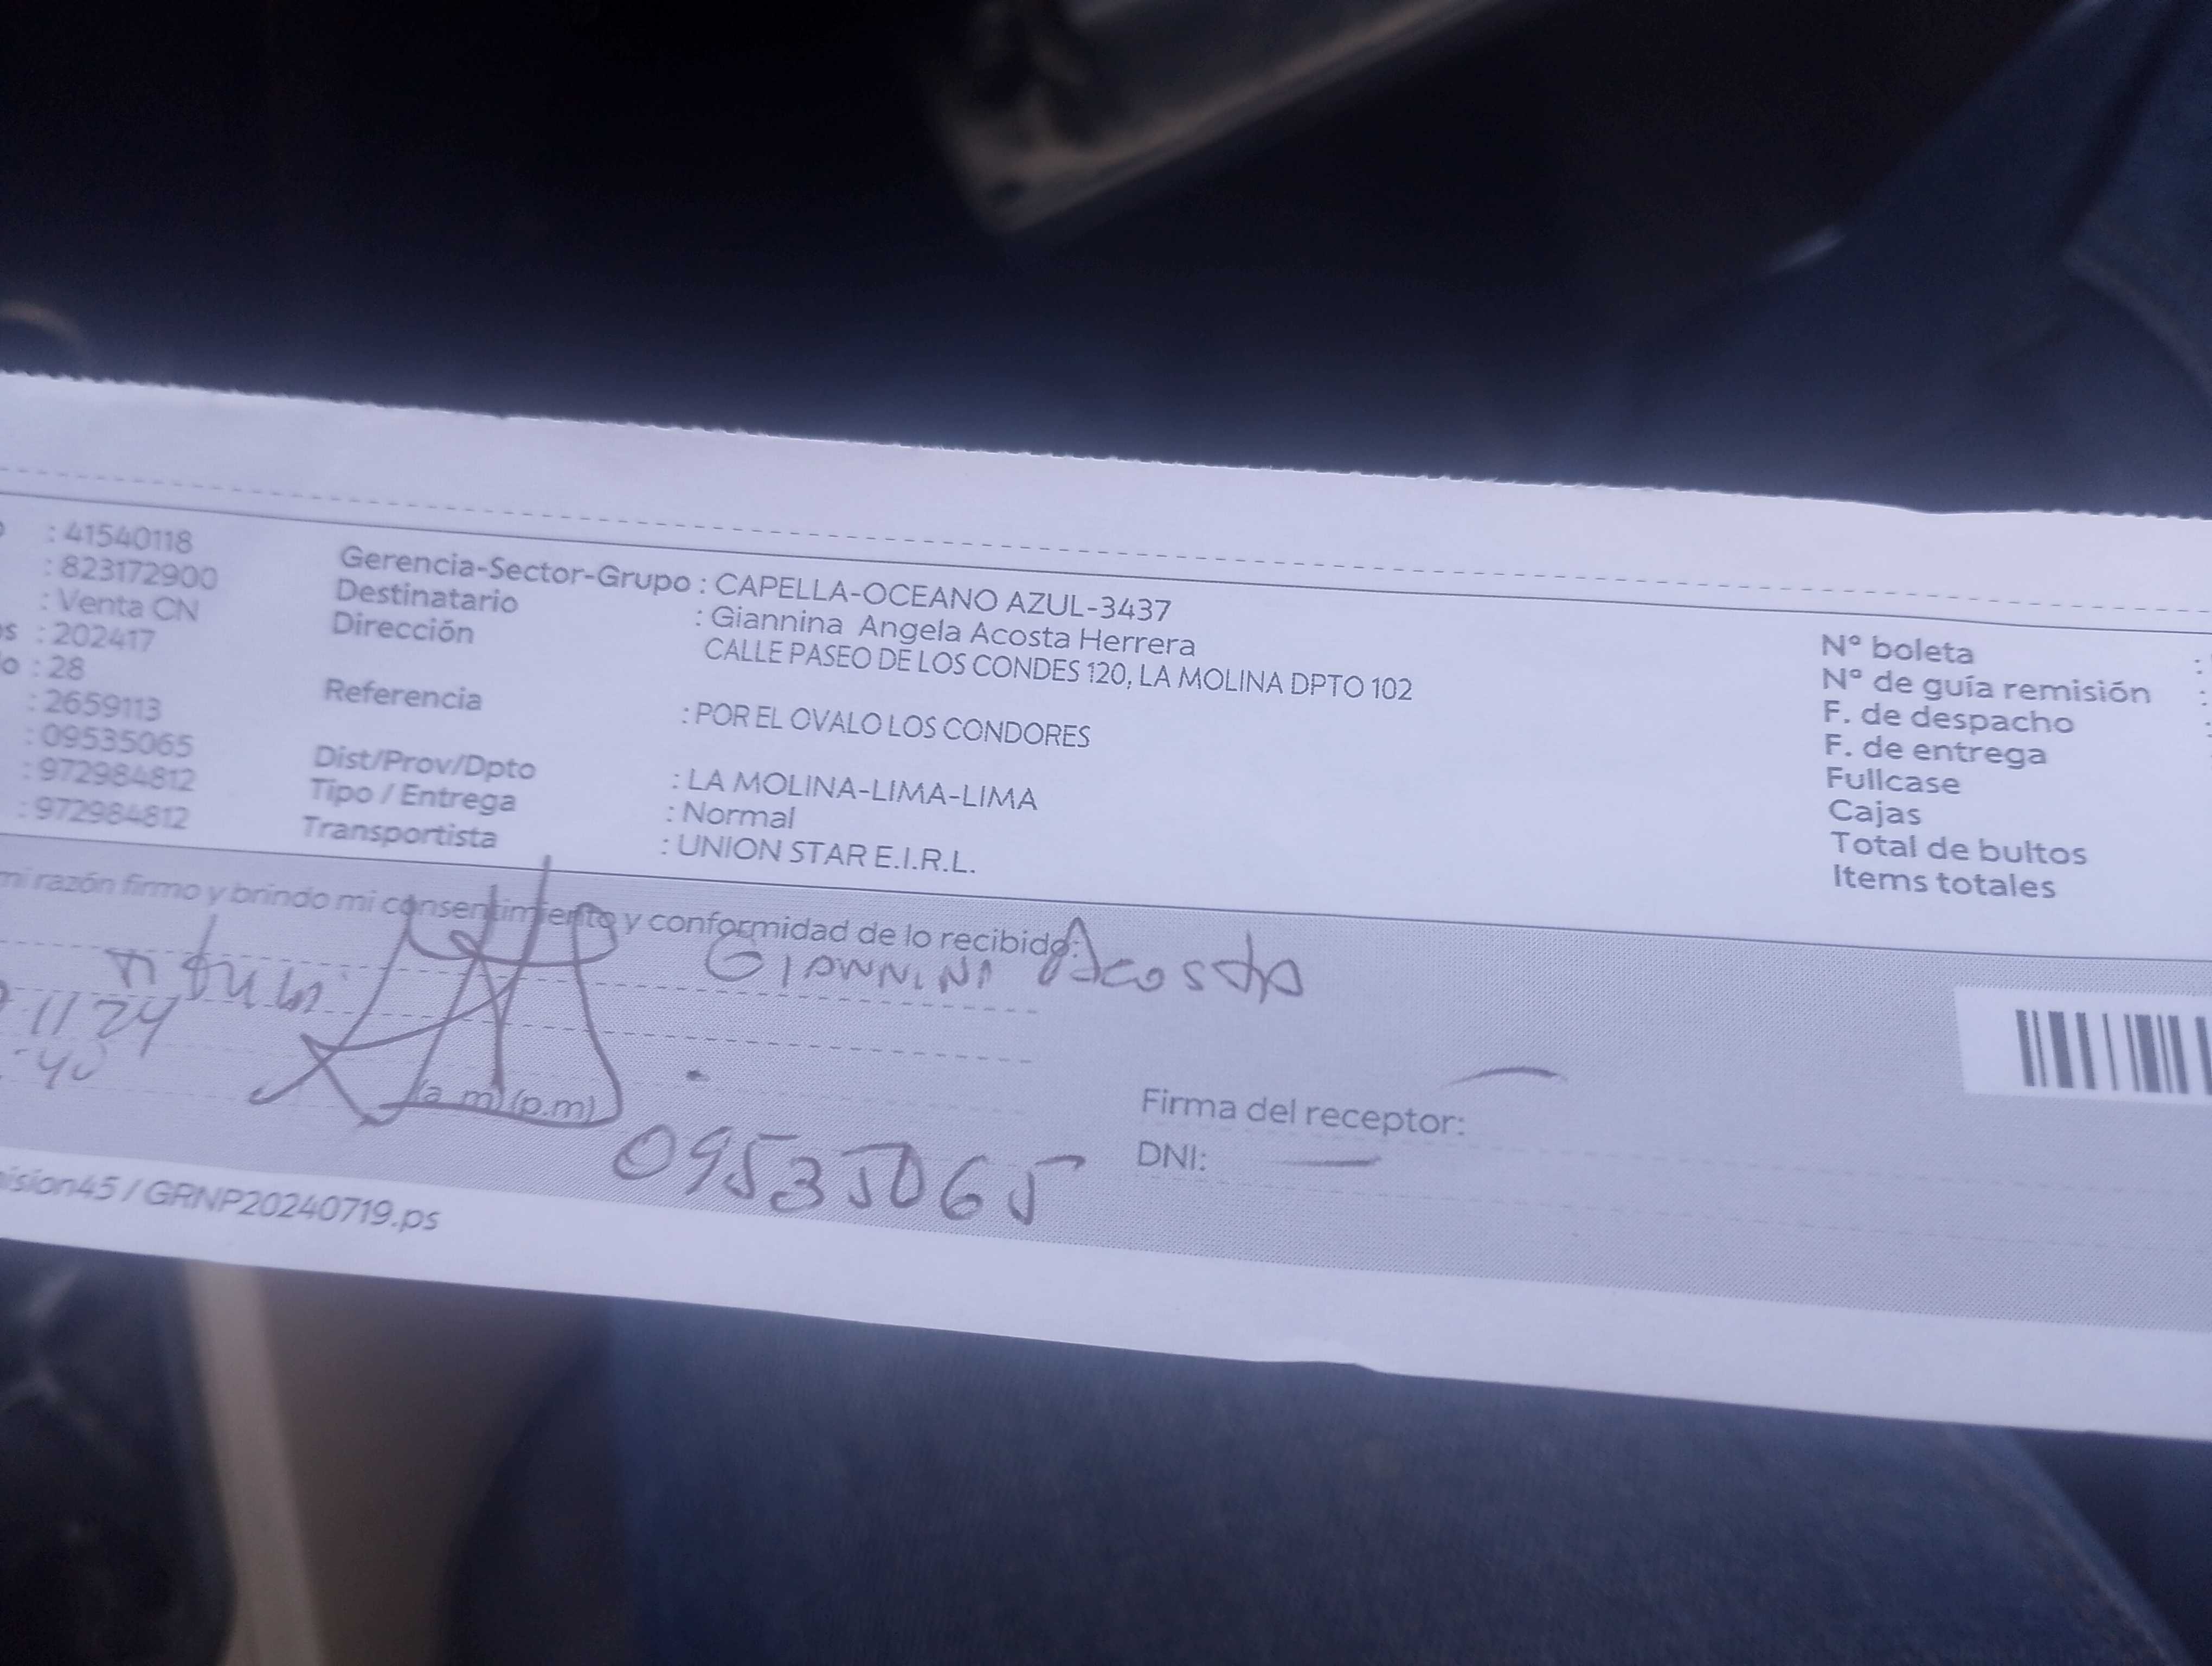 : 41540118
: 823172900
: Venta CN
s : 202417
o : 28
: 2659113
: 09535065
: 972984812
: 972984812
Gerencia-Sector-Grupo : CAPELLA-OCEANO AZUL-3437
Destinatario : Giannina Angela Acosta Herrera
Dirección CALLE PASEO DE LOS CONDES 120, LA MOLINA DPTO 102
Referencia : POR EL OVALO LOS CONDORES
Dist/Prov/Dpto : LA MOLINA-LIMA-LIMA
Tipo / Entrega : Normal
Transportista : UNION STAR E.I.R.L.
N° boleta :
N° de guía remisión :
F. de despacho :
F. de entrega
Fullcase
Cajas
Total de bultos
Items totales
mi razón firmo y brindo mi consentimiento y conformidad de lo recibido:
GIANNINA Acosta
1124
40
(a.m) (p.m)
09535065
Firma del receptor:
DNI:
isión45 / GRNP20240719.ps